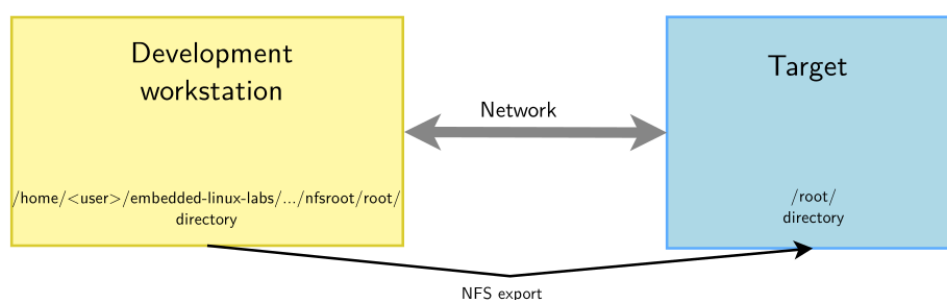 Development
workstation
Target
Network
/home/<user>/embedded-linux-labs/.../nfsroot/root/
directory
/root/
directory
NFS export